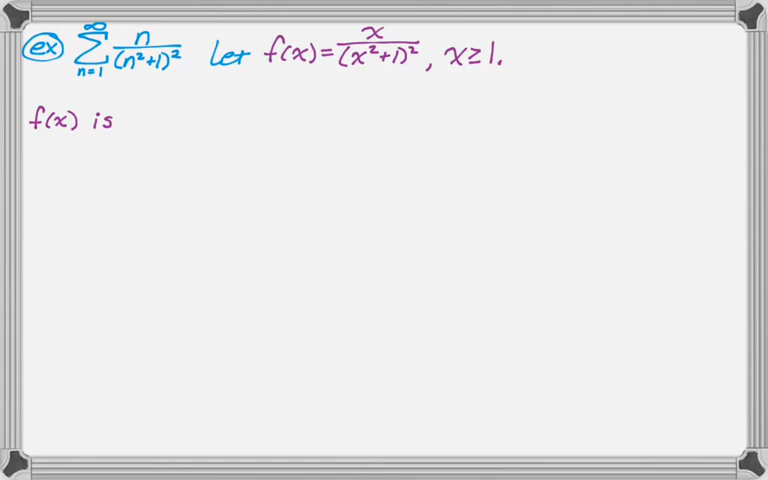 ex ∑_{n=1}^{∞} n/(n²+1)² Let f(x) = x/(x²+1)², x ≥ 1.
f(x) is